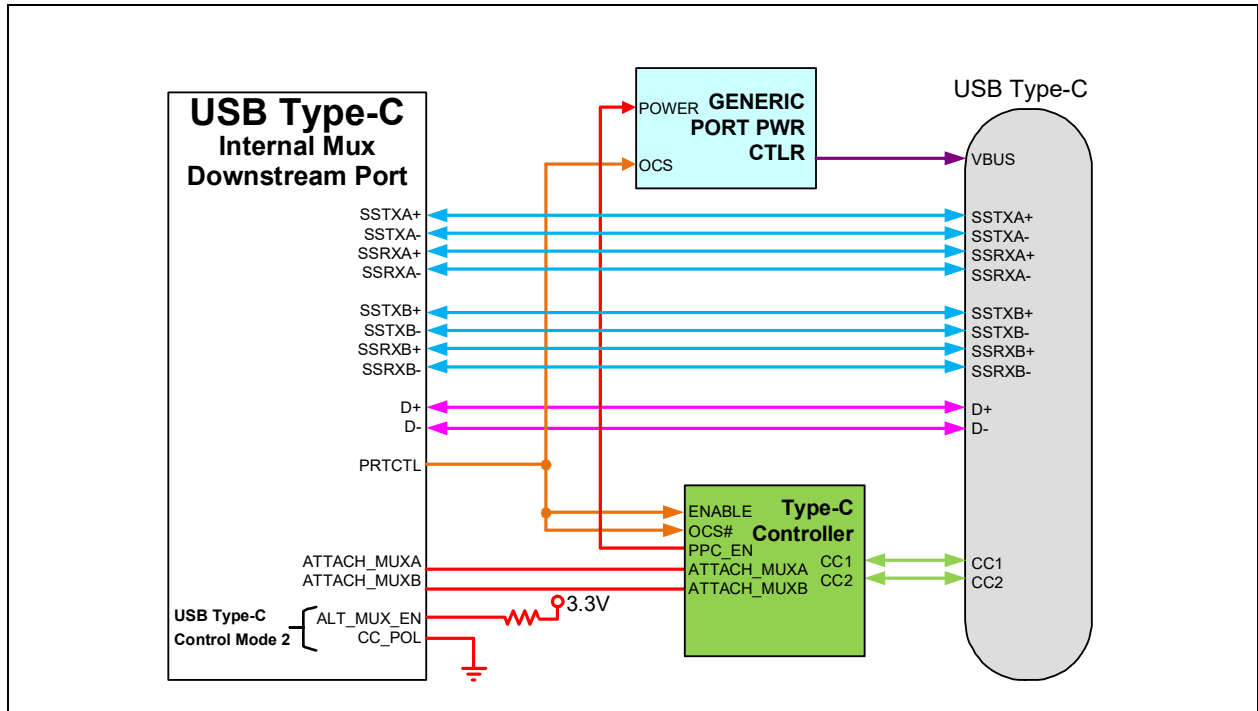 USB Type-C
Internal Mux
Downstream Port
SSTXA+
SSTXA-
SSRXA+
SSRXA-
SSTXB+
SSTXB-
SSRXB+
SSRXB-
D+
D-
PRTCTL
ATTACH_MUXA
ATTACH_MUXB
USB Type-C
Control Mode 2
ALT_MUX_EN
CC_POL
3.3V
POWER
OCS
GENERIC
PORT PWR
CTLR
ENABLE
OCS#
PPC_EN
ATTACH_MUXA
ATTACH_MUXB
Type-C
Controller
CC1
CC2
USB Type-C
VBUS
SSTXA+
SSTXA-
SSRXA+
SSRXA-
SSTXB+
SSTXB-
SSRXB+
SSRXB-
D+
D-
CC1
CC2